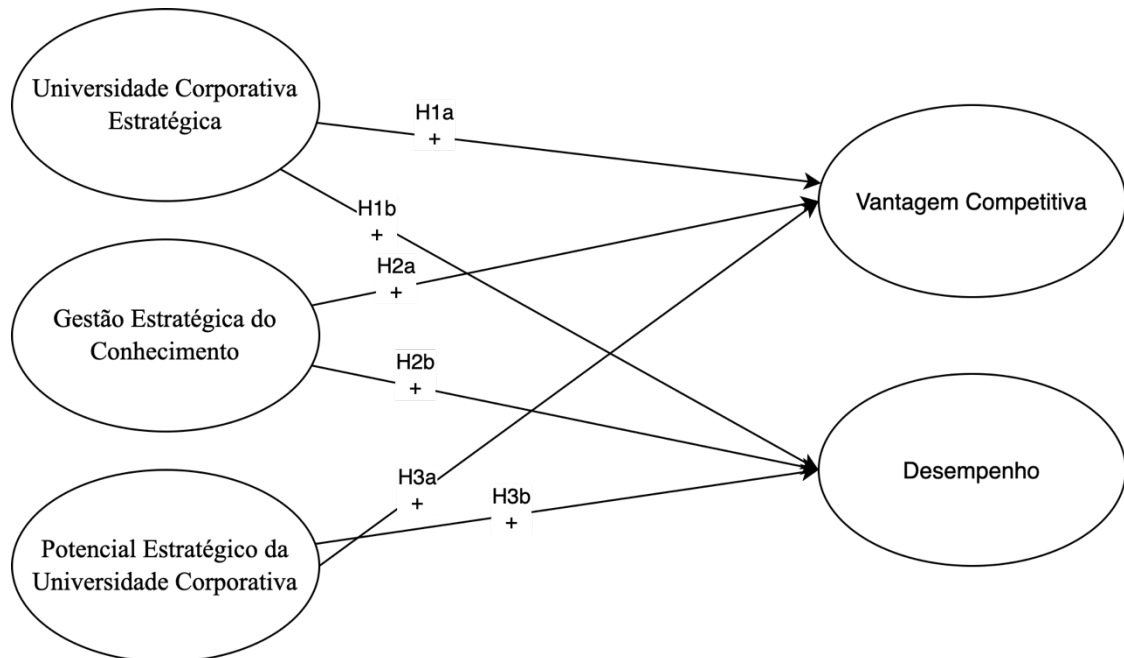 Universidade Corporativa
Estratégica
H1a
+
Vantagem Competitiva
H1b
+
H2a
+
Gestão Estratégica do
Conhecimento
H2b
+
Desempenho
H3a
+
H3b
+
Potencial Estratégico da
Universidade Corporativa